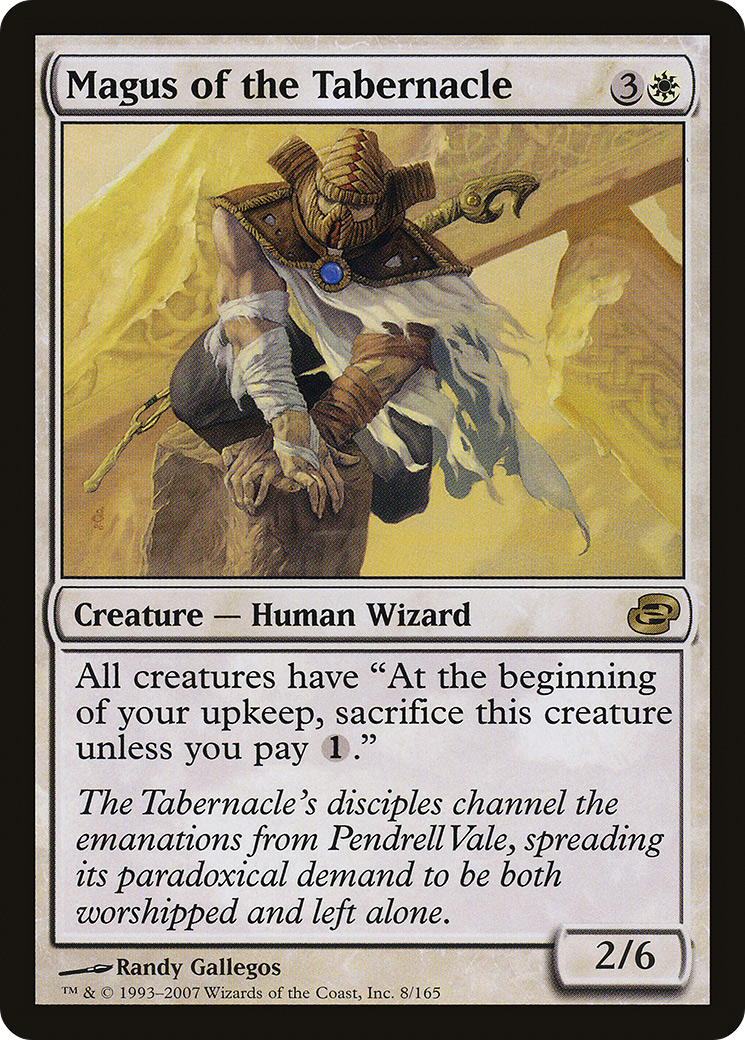 Magus of the Tabernacle 3
Creature — Human Wizard
All creatures have “At the beginning
of your upkeep, sacrifice this creature
unless you pay 1.”
The Tabernacle’s disciples channel the
emanations from Pendrell Vale, spreading
its paradoxical demand to be both
worshipped and left alone.
2/6
Randy Gallegos
™ & © 1993–2007 Wizards of the Coast, Inc. 8/165